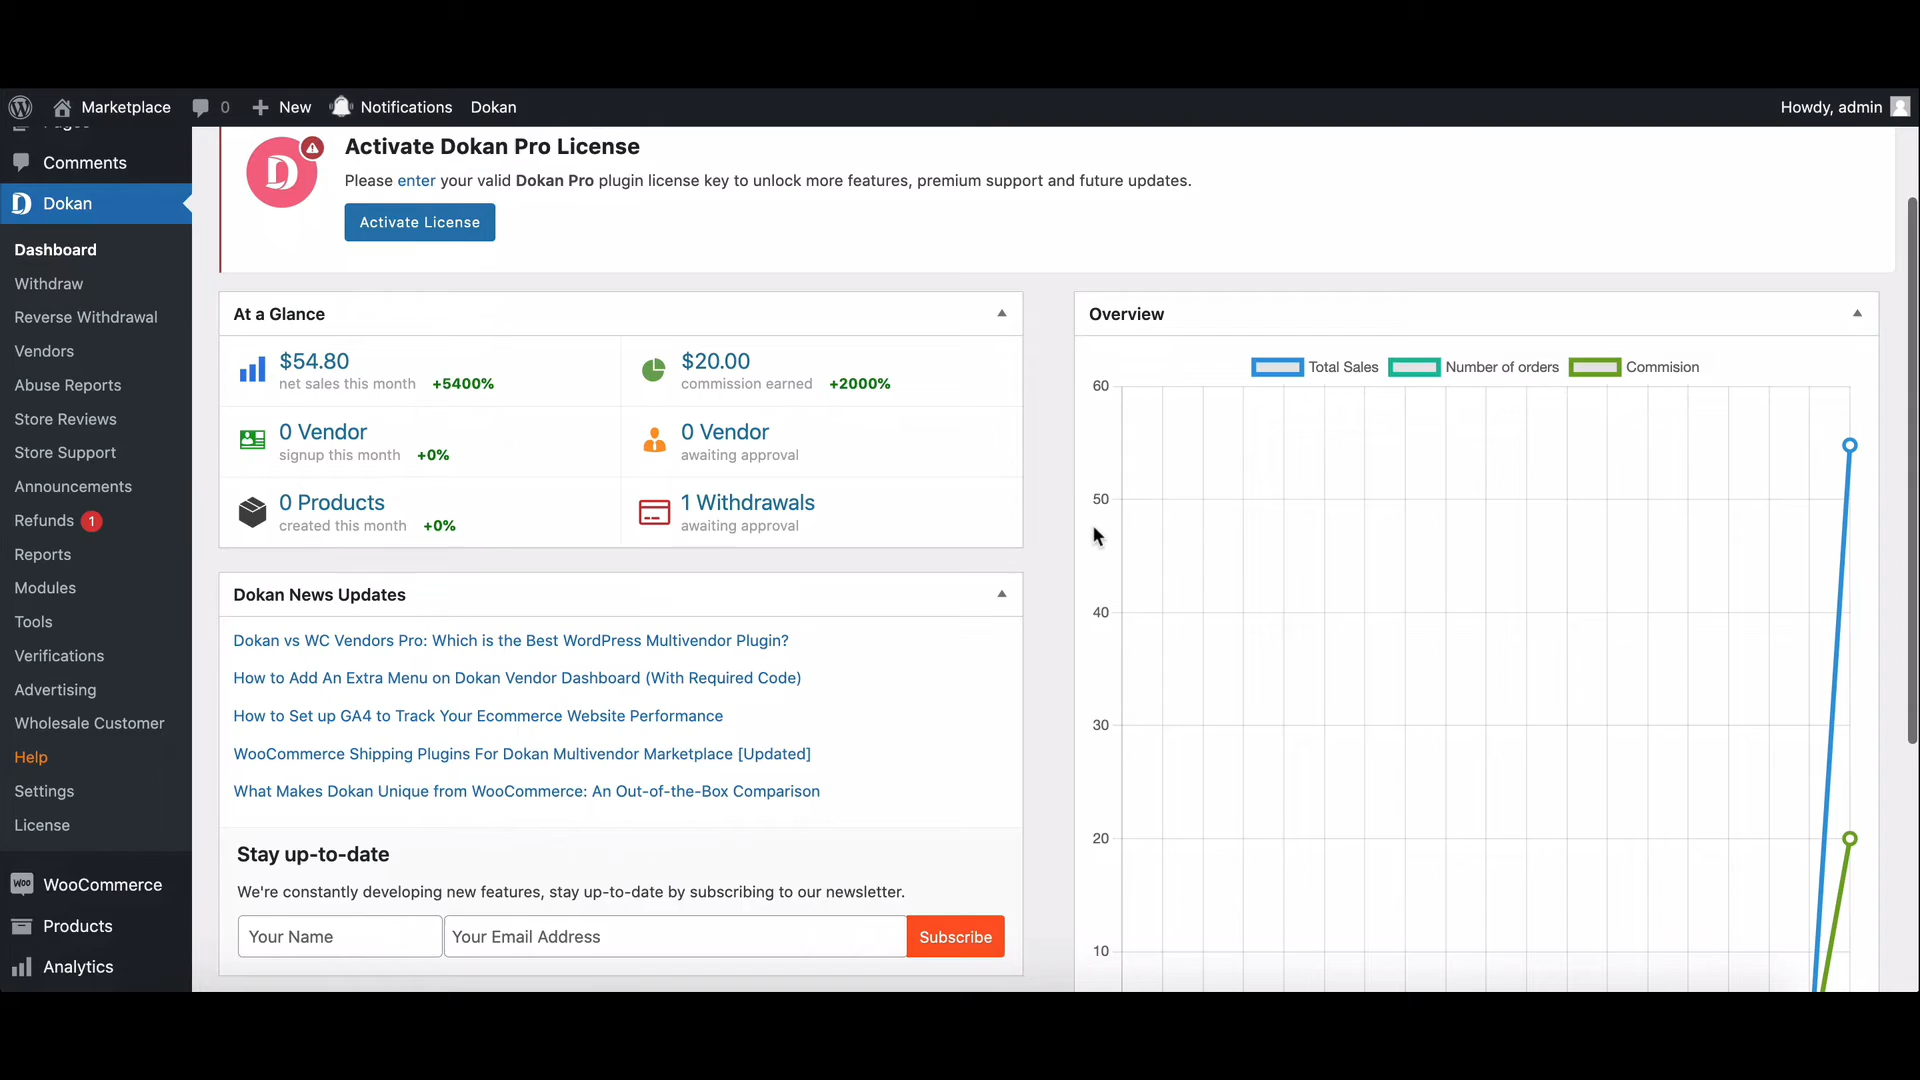 Marketplace
0
New
Notifications
Dokan
Howdy, admin
Pages
Comments
Dokan
Dashboard
Withdraw
Reverse Withdrawal
Vendors
Abuse Reports
Store Reviews
Store Support
Announcements
Refunds 1
Reports
Modules
Tools
Verifications
Advertising
Wholesale Customer
Help
Settings
License
Woo WooCommerce
Products
Analytics
Activate Dokan Pro License
Please enter your valid Dokan Pro plugin license key to unlock more features, premium support and future updates.
Activate License
At a Glance
$54.80
net sales this month +5400%
$20.00
commission earned +2000%
0 Vendor
signup this month +0%
0 Vendor
awaiting approval
0 Products
created this month +0%
1 Withdrawals
awaiting approval
Dokan News Updates
Dokan vs WC Vendors Pro: Which is the Best WordPress Multivendor Plugin?
How to Add An Extra Menu on Dokan Vendor Dashboard (With Required Code)
How to Set up GA4 to Track Your Ecommerce Website Performance
WooCommerce Shipping Plugins For Dokan Multivendor Marketplace [Updated]
What Makes Dokan Unique from WooCommerce: An Out-of-the-Box Comparison
Stay up-to-date
We're constantly developing new features, stay up-to-date by subscribing to our newsletter.
Your Name
Your Email Address
Subscribe
Overview
Total Sales
Number of orders
Commision
60
50
40
30
20
10